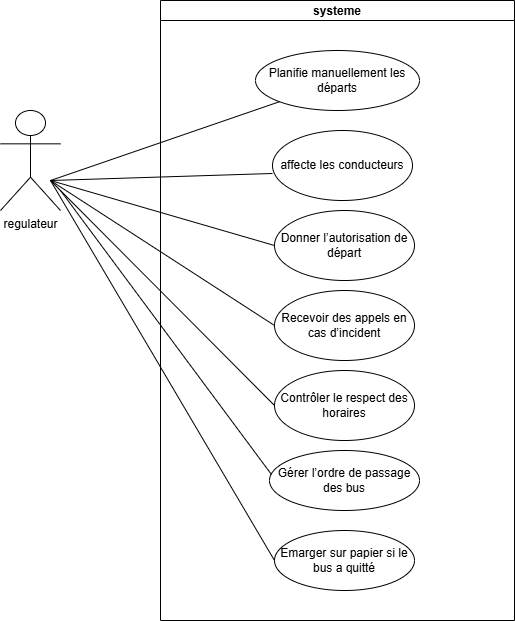 systeme
Planifie manuellement les
départs
affecte les conducteurs
regulateur
Donner l'autorisation de
départ
Recevoir des appels en
cas d'incident
Contrôler le respect des
horaires
Gérer l'ordre de passage
des bus
Emarger sur papier si le
bus a quitté